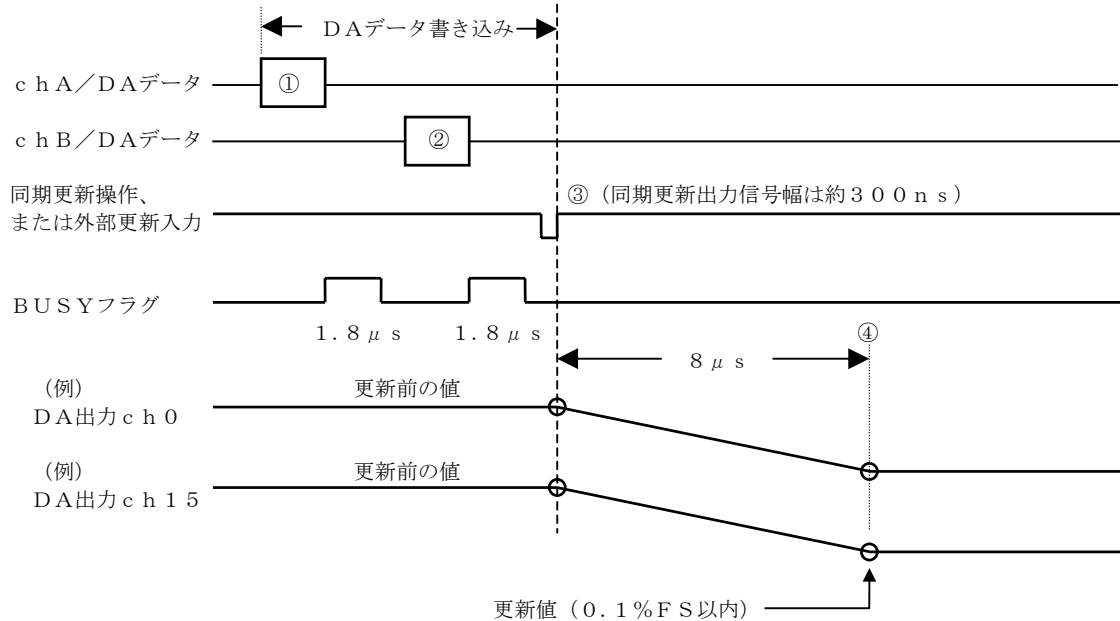 DAデータ書き込み
chA／DAデータ
①
chB／DAデータ
②
同期更新操作、
または外部更新入力
③（同期更新出力信号幅は約300ns）
BUSYフラグ
1.8μs
1.8μs
④
8μs
（例）
DA出力ch0
更新前の値
（例）
DA出力ch15
更新前の値
更新値（0.1%FS以内）